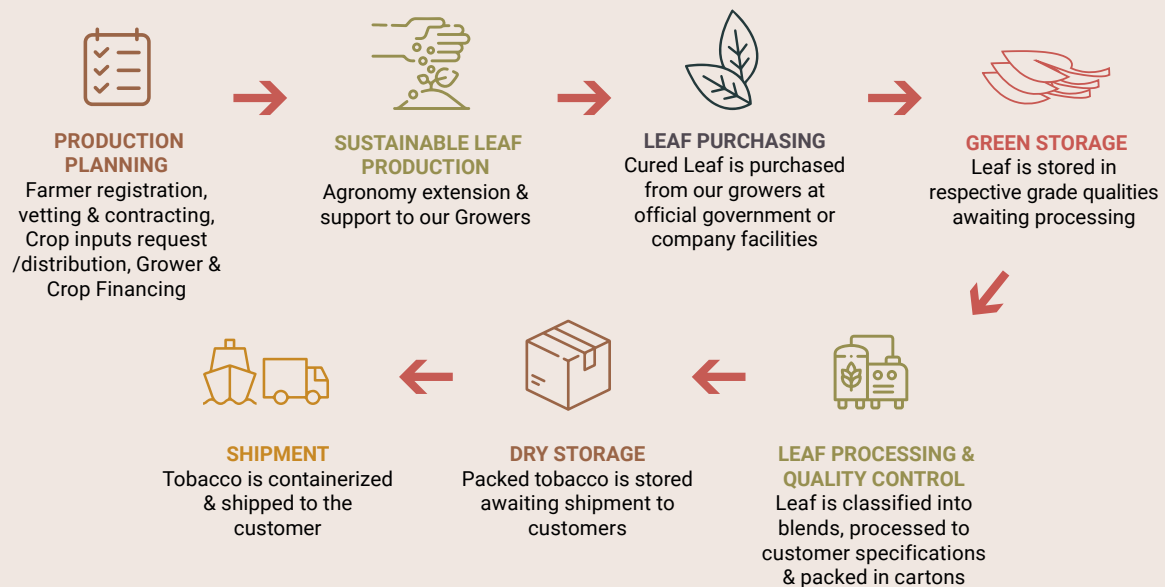 PRODUCTION
PLANNING
Farmer registration,
vetting & contracting,
Crop inputs request
/distribution, Grower &
Crop Financing
SUSTAINABLE LEAF
PRODUCTION
Agronomy extension &
support to our Growers
LEAF PURCHASING
Cured Leaf is purchased
from our growers at
official government or
company facilities
GREEN STORAGE
Leaf is stored in
respective grade qualities
awaiting processing
LEAF PROCESSING &
QUALITY CONTROL
Leaf is classified into
blends, processed to
customer specifications
& packed in cartons
DRY STORAGE
Packed tobacco is stored
awaiting shipment to
customers
SHIPMENT
Tobacco is containerized
& shipped to the
customer